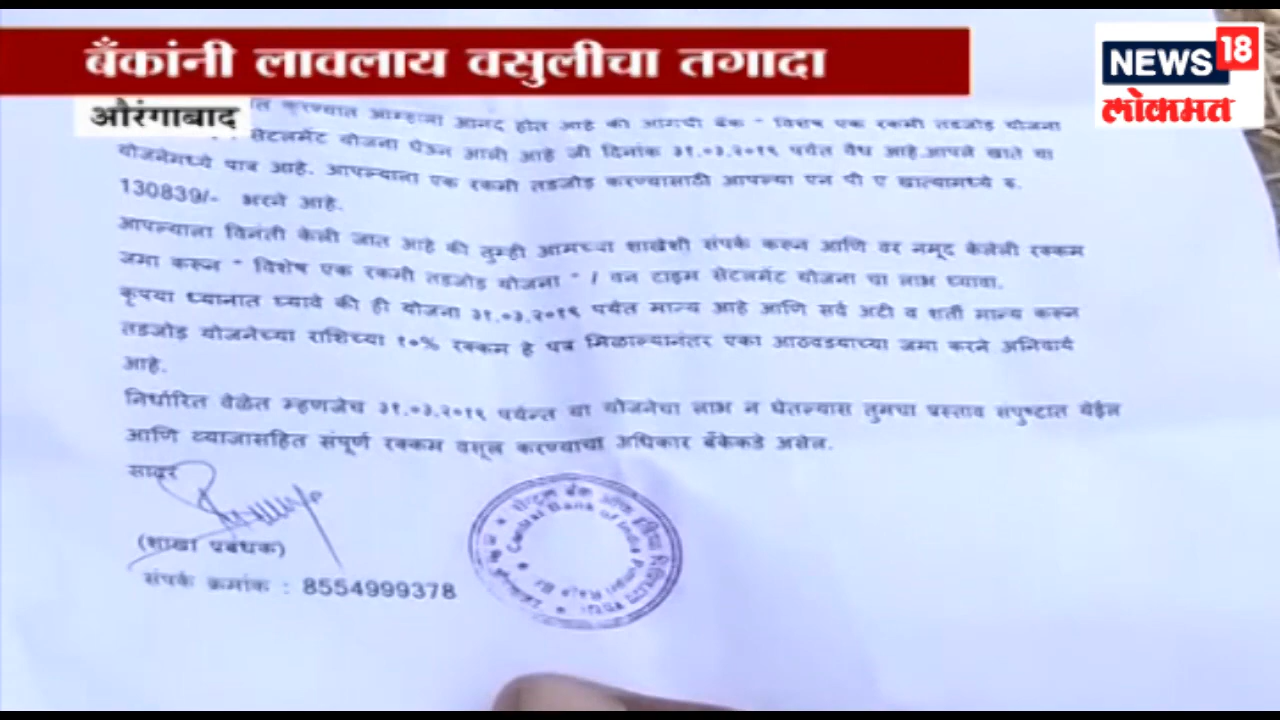 बँकांनी लावलाय वसुलीचा तगादा
NEWS 18
लोकमत
औरंगाबाद
करण्यात आम्हाला आनंद होत आहे की आमची बँक " विशेष एक रकमी तडजोड योजना
सेटलमेंट योजना घेऊन आली आहे जी दिनांक ३१.०३.२०१९ पर्यंत वैध आहे.आपले खाते या
योजनेमध्ये पात्र आहे. आपल्याला एक रकमी तडजोड करण्यासाठी आपल्या एन पी ए खात्यामध्ये रु.
130839/- भरने आहे.
आपल्याला विनंती केली जात आहे की तुम्ही आमच्या शाखेशी संपर्क करून आणि वर नमूद केलेली रक्कम
जमा करून " विशेष एक रकमी तडजोड योजना " / वन टाइम सेटलमेंट योजना चा लाभ घ्यावा.
कृपया ध्यानात घ्यावे की ही योजना ३१.०३.२०१९ पर्यंत मान्य आहे आणि सर्व अटी व शर्ती मान्य करून
तडजोड योजनेच्या राशिच्या १०% रक्कम हे पत्र मिळाल्यानंतर एका आठवड्याच्या जमा करने अनिवार्य
आहे.
निर्धारित वेळेत म्हणजेच ३१.०३.२०१९ पर्यन्त या योजनेचा लाभ न घेतल्यास तुमचा प्रस्ताव संपुष्टात येईल
आणि व्याजासहित संपूर्ण रक्कम वसूल करण्याचा अधिकार बँकेकडे असेल.
सादर
(शाखा प्रबंधक)
संपर्क क्रमांक : 8554999378
सेन्ट्रल बैंक ऑफ इंडिया
Central Bank of India